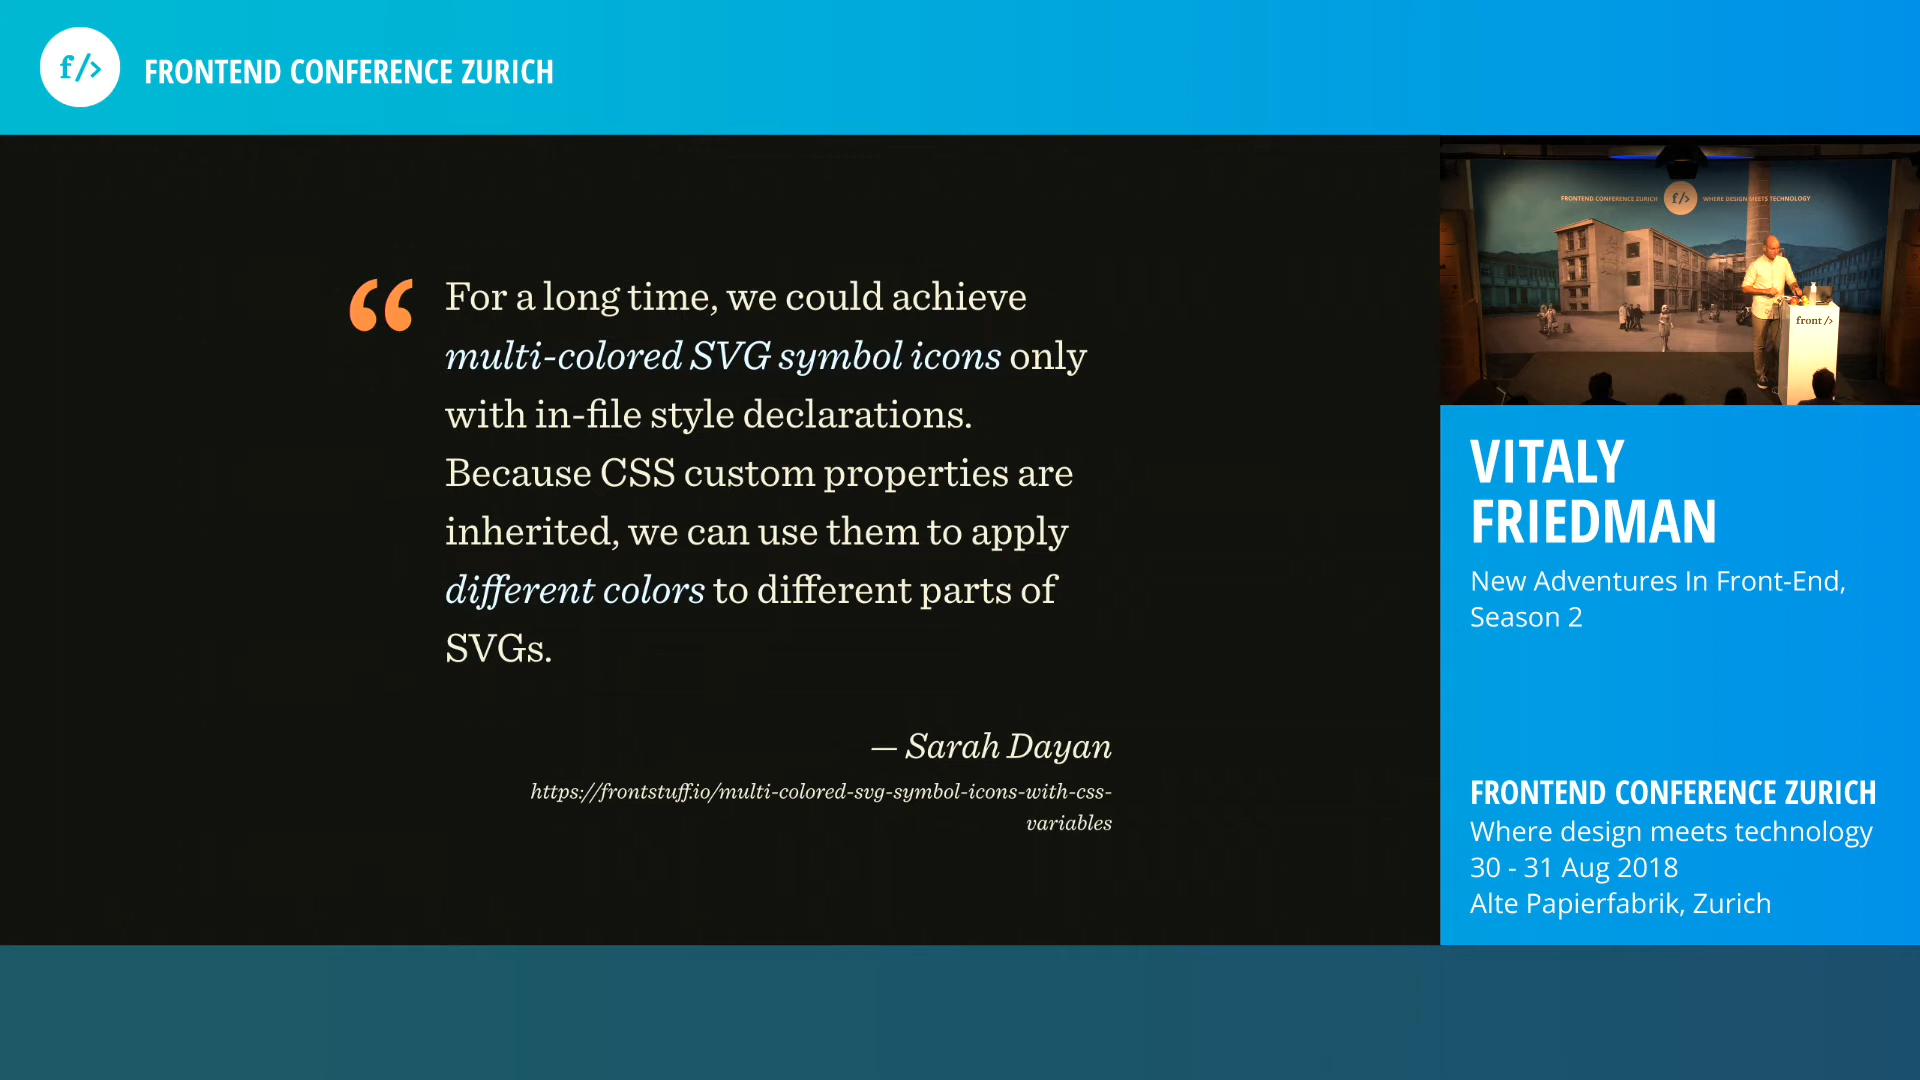 f/>
FRONTEND CONFERENCE ZURICH
“
For a long time, we could achieve
multi-colored SVG symbol icons only
with in-file style declarations.
Because CSS custom properties are
inherited, we can use them to apply
different colors to different parts of
SVGs.
— Sarah Dayan
https://frontstuff.io/multi-colored-svg-symbol-icons-with-css-
variables
FRONTEND CONFERENCE ZURICH f/> WHERE DESIGN MEETS TECHNOLOGY
front/>
VITALY
FRIEDMAN
New Adventures In Front-End,
Season 2
FRONTEND CONFERENCE ZURICH
Where design meets technology
30 - 31 Aug 2018
Alte Papierfabrik, Zurich